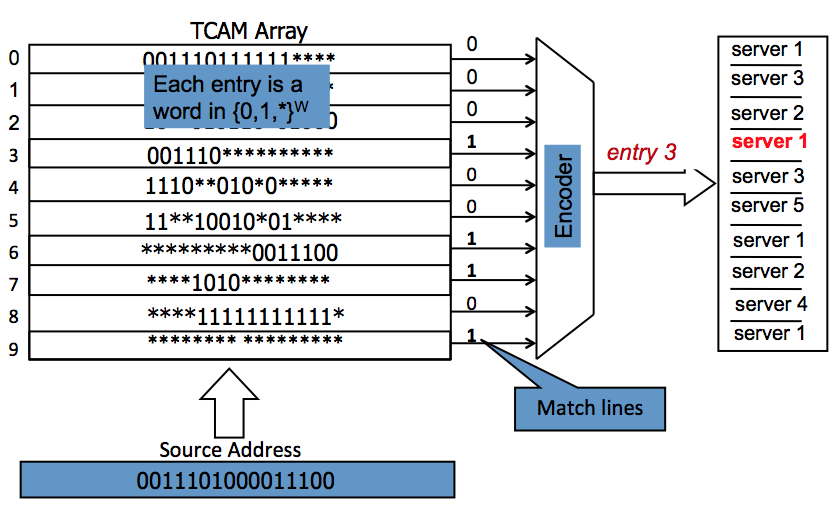 TCAM Array
0 001110111111**** 0
1 0
Each entry is a
word in {0,1,*}W
2 0
3 001110********** 1
4 1110**010*0***** 0
5 11**10010*01**** 0
6 *********0011100 1
7 ****1010******** 1
8 ****11111111111* 0
9 ******** ********* 1
Encoder
entry 3
server 1
server 3
server 2
server 1
server 3
server 5
server 1
server 2
server 4
server 1
Match lines
Source Address
0011101000011100